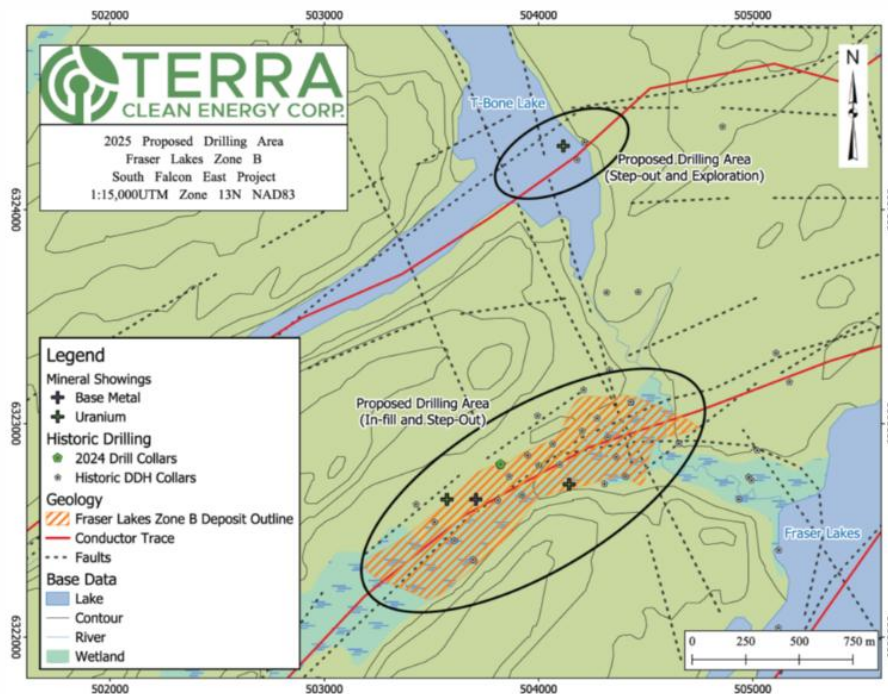 502000 503000 504000 505000
TERRA
CLEAN ENERGY CORP.
2025 Proposed Drilling Area
Fraser Lakes Zone B
South Falcon East Project
1:15,000UTM Zone 13N NAD83
N
T-Bone Lake
Proposed Drilling Area
(Step-out and Exploration)
6324000
Legend
Mineral Showings
Base Metal
Uranium
Historic Drilling
2024 Drill Collars
Historic DDH Collars
Geology
Fraser Lakes Zone B Deposit Outline
Conductor Trace
Faults
Base Data
Lake
Contour
River
Wetland
Proposed Drilling Area
(In-fill and Step-Out)
6323000
Fraser Lakes
6322000
0 250 500 750 m
502000 503000 504000 505000